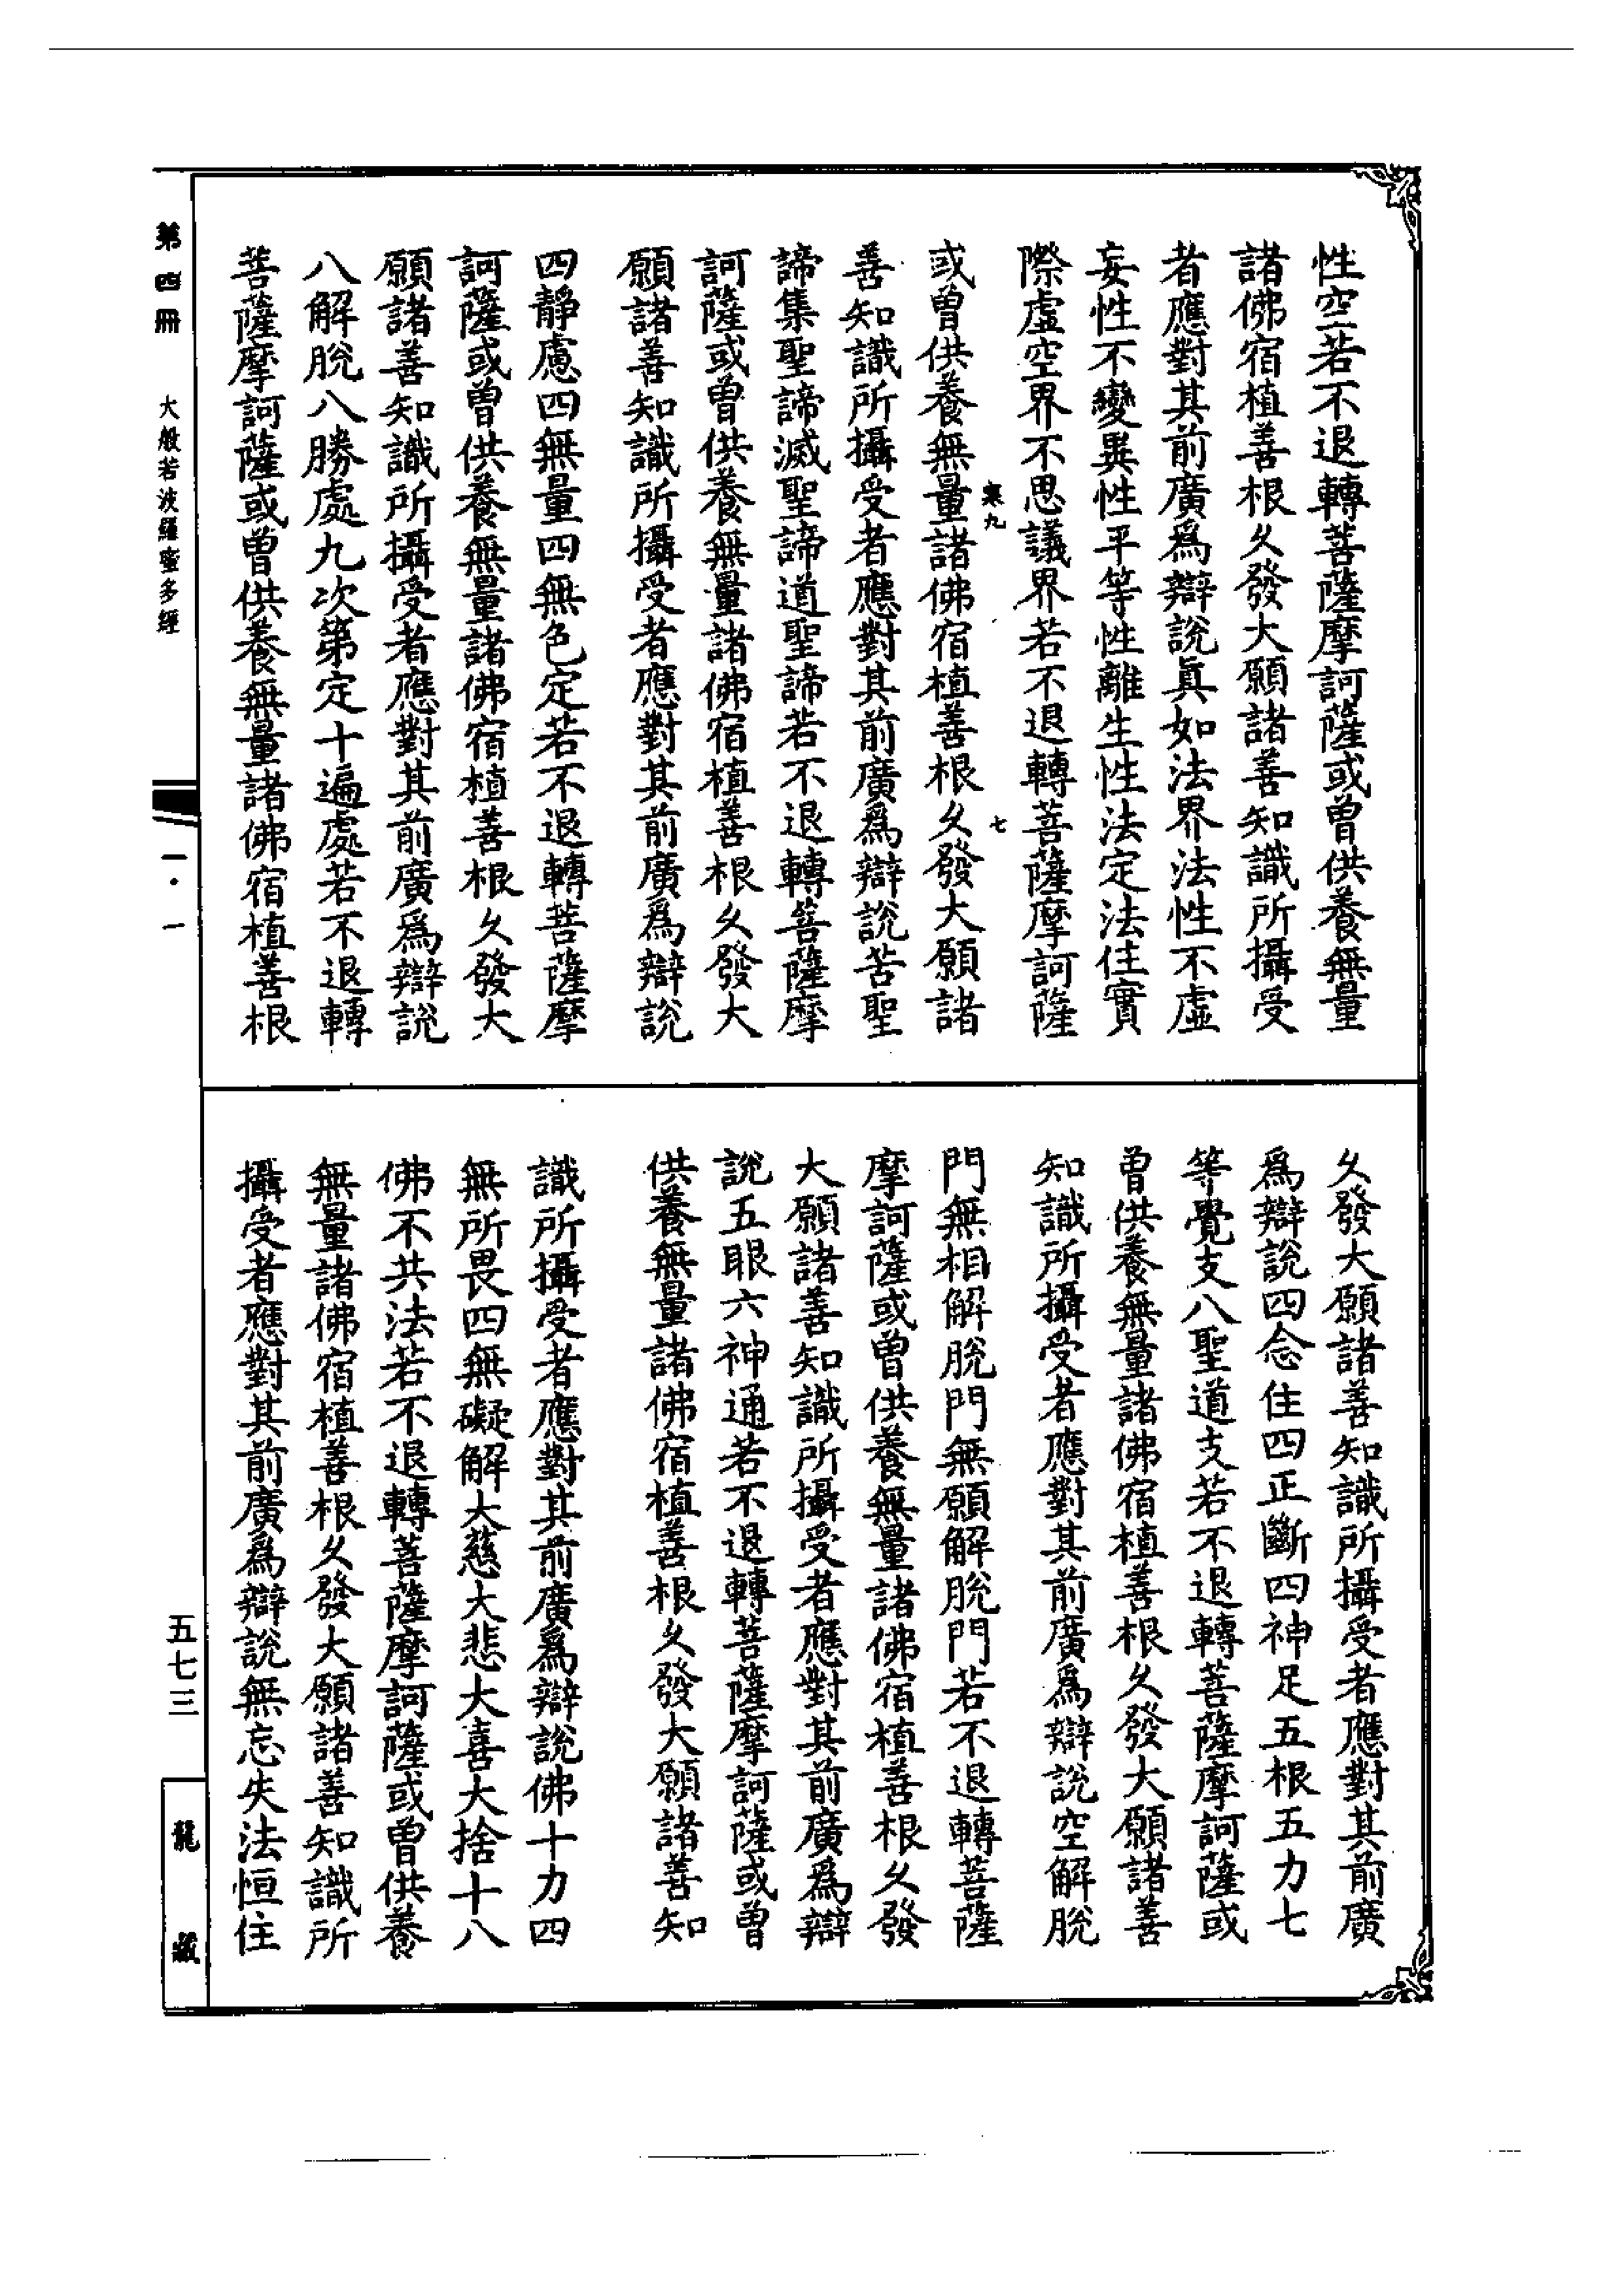 性空若不退轉菩薩摩訶薩或曾供養無量
諸佛宿植善根久發大願諸善知識所攝受
者應對其前廣爲辯說眞如法界法性不虛
妄性不變異性平等性離生性法定法住實
際虛空界不思議界若不退轉菩薩摩訶薩
寒九 七
或曾供養無量諸佛宿植善根久發大願諸
善知識所攝受者應對其前廣爲辯說苦聖
諦集聖諦滅聖諦道聖諦若不退轉菩薩摩
訶薩或曾供養無量諸佛宿植善根久發大
願諸善知識所攝受者應對其前廣爲辯說
四靜慮四無量四無色定若不退轉菩薩摩
訶薩或曾供養無量諸佛宿植善根久發大
願諸善知識所攝受者應對其前廣爲辯說
八解脫八勝處九次第定十遍處若不退轉
菩薩摩訶薩或曾供養無量諸佛宿植善根
久發大願諸善知識所攝受者應對其前廣
爲辯說四念住四正斷四神足五根五力七
等覺支八聖道支若不退轉菩薩摩訶薩或
曾供養無量諸佛宿植善根久發大願諸善
知識所攝受者應對其前廣爲辯說空解脫
門無相解脫門無願解脫門若不退轉菩薩
摩訶薩或曾供養無量諸佛宿植善根久發
大願諸善知識所攝受者應對其前廣爲辯
說五眼六神通若不退轉菩薩摩訶薩或曾
供養無量諸佛宿植善根久發大願諸善知
識所攝受者應對其前廣爲辯說佛十力四
無所畏四無礙解大慈大悲大喜大捨十八
佛不共法若不退轉菩薩摩訶薩或曾供養
無量諸佛宿植善根久發大願諸善知識所
攝受者應對其前廣爲辯說無忘失法恒住
第四冊 大般若波羅蜜多經 一·一 五七三 龍藏